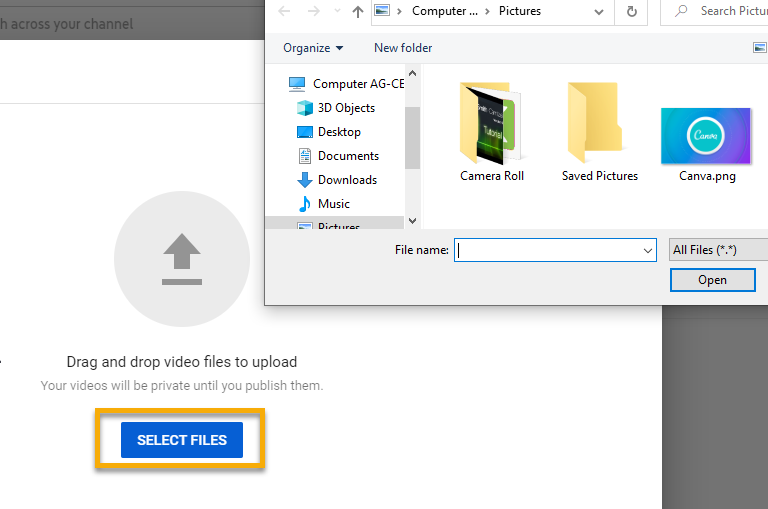 h across your channel
Computer ... > Pictures
Search Pictu
Organize
New folder
Computer AG-CE
3D Objects
Desktop
Documents
Downloads
Music
Pictures
Tutorial
Camera Roll
Saved Pictures
Canva
Canva.png
File name:
All Files (*.*)
Open
Drag and drop video files to upload
Your videos will be private until you publish them.
SELECT FILES